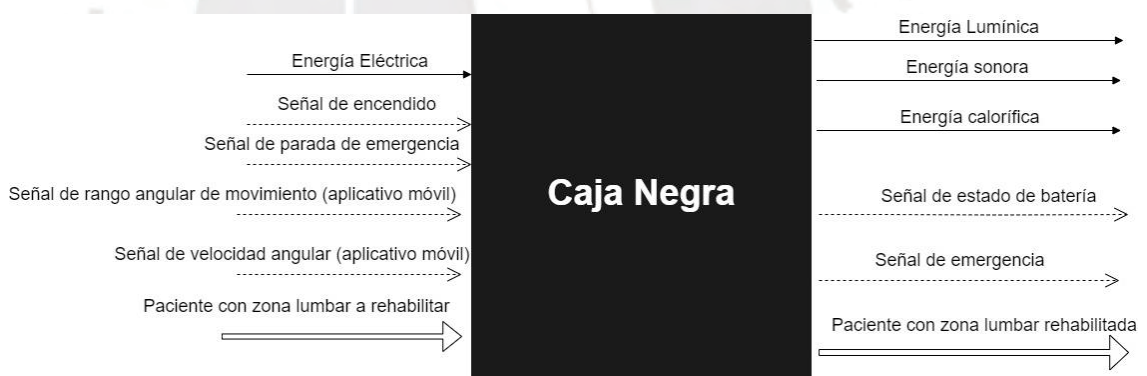 Energía Eléctrica
Señal de encendido
Señal de parada de emergencia
Señal de rango angular de movimiento (aplicativo móvil)
Señal de velocidad angular (aplicativo móvil)
Paciente con zona lumbar a rehabilitar
Caja Negra
Energía Lumínica
Energía sonora
Energía calorífica
Señal de estado de batería
Señal de emergencia
Paciente con zona lumbar rehabilitada